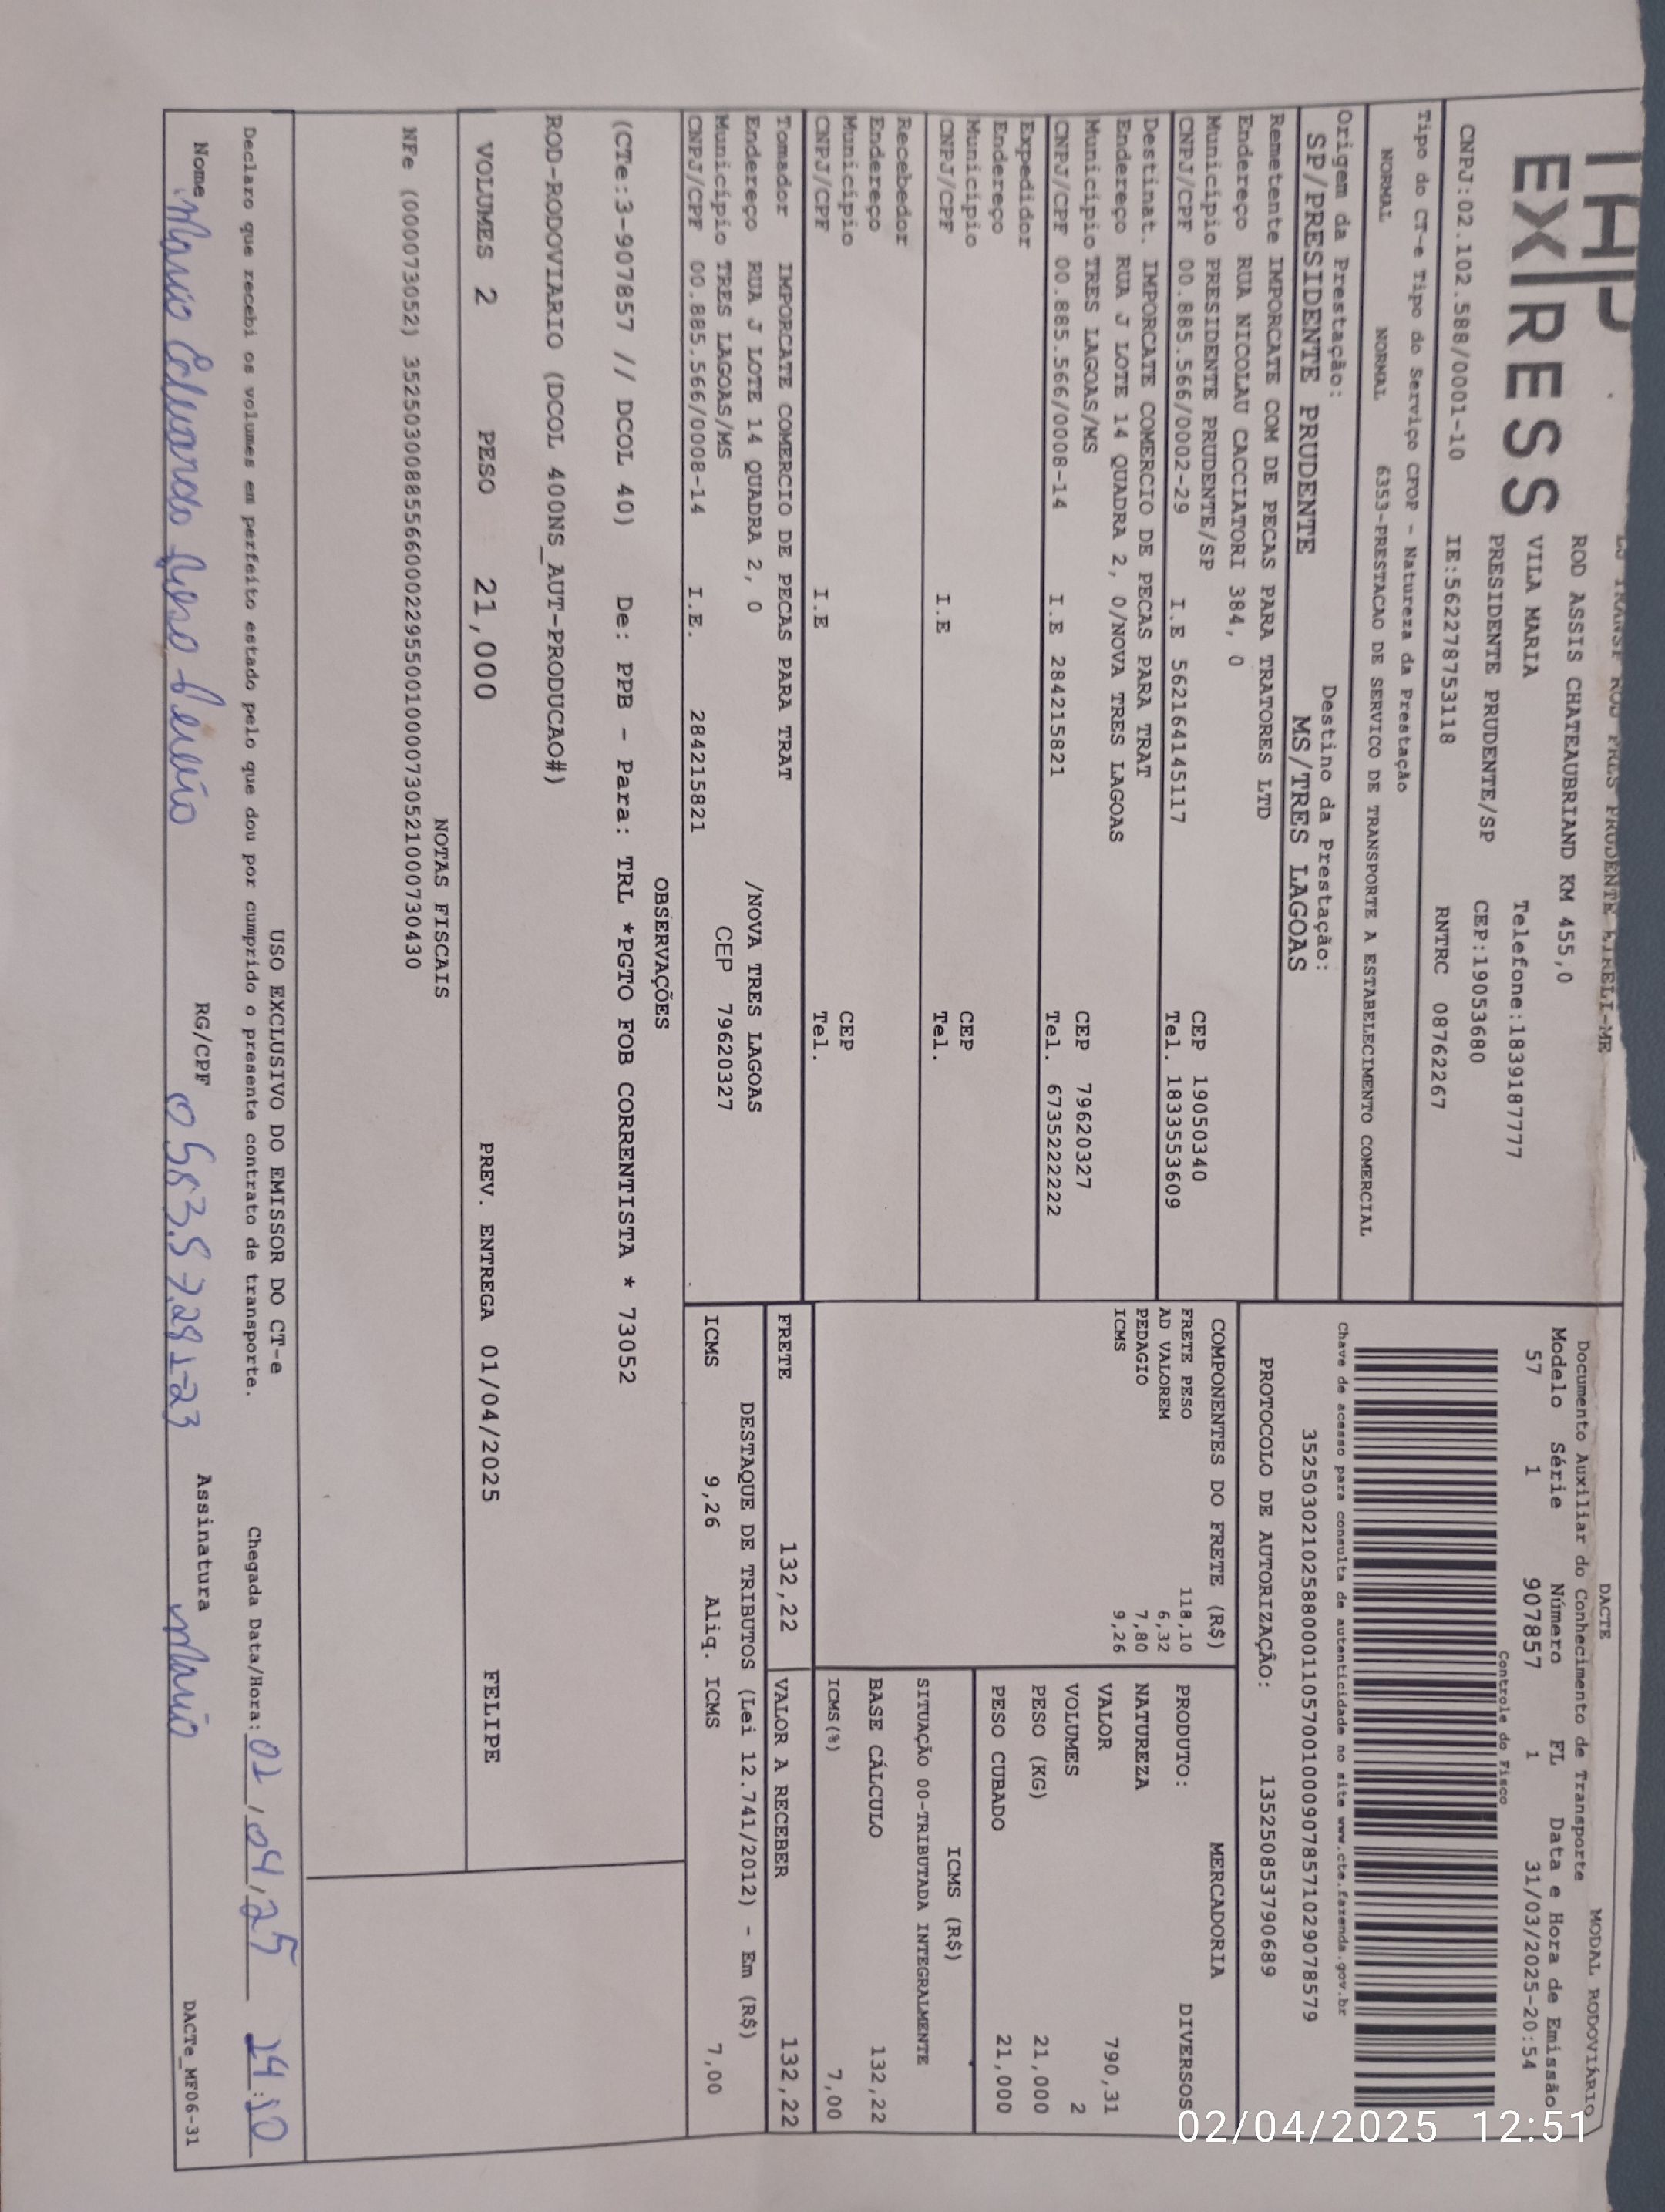 THP
EXPRESS
TRANSP ROD PRES PRUDENTE EIRELI-ME
ROD ASSIS CHATEAUBRIAND KM 455,0
VILA MARIA Telefone:1839187777
PRESIDENTE PRUDENTE/SP CEP:19053680
CNPJ:02.102.588/0001-10 IE:562278753118 RNTRC 08762267
Tipo do CT-e Tipo do Serviço CFOP - Natureza da Prestação
NORMAL NORMAL 6353-PRESTACAO DE SERVICO DE TRANSPORTE A ESTABELECIMENTO COMERCIAL
Origem da Prestação: Destino da Prestação:
SP/PRESIDENTE PRUDENTE MS/TRES LAGOAS
Remetente IMPORCATE COM DE PECAS PARA TRATORES LTD
Endereço RUA NICOLAU CACCIATORI 384, 0
Município PRESIDENTE PRUDENTE/SP CEP 19050340
CNPJ/CPF 00.885.566/0002-29 I.E 562164145117 Tel. 1833553609
Destinat. IMPORCATE COMERCIO DE PECAS PARA TRAT
Endereço RUA J LOTE 14 QUADRA 2, 0/NOVA TRES LAGOAS
Município TRES LAGOAS/MS CEP 79620327
CNPJ/CPF 00.885.566/0008-14 I.E 284215821 Tel. 6735222222
Expedidor
Endereço
Município CEP
CNPJ/CPF I.E Tel.
Recebedor
Endereço
Município CEP
CNPJ/CPF I.E Tel.
Tomador IMPORCATE COMERCIO DE PECAS PARA TRAT
Endereço RUA J LOTE 14 QUADRA 2, 0 /NOVA TRES LAGOAS
Município TRES LAGOAS/MS CEP 79620327
CNPJ/CPF 00.885.566/0008-14 I.E. 284215821
DACTE MODAL RODOVIÁRIO
Documento Auxiliar do Conhecimento de Transporte
Modelo Série Número FL Data e Hora de Emissão
57 1 907857 1 31/03/2025-20:54
Controle do Fisco
Chave de acesso para consulta de autenticidade no site www.cte.fazenda.gov.br
35250302102588000110570010009078571029078579
PROTOCOLO DE AUTORIZAÇÃO: 135250853790689
COMPONENTES DO FRETE (R$)
FRETE PESO 118,10
AD VALOREM 6,32
PEDAGIO 7,80
ICMS 9,26
MERCADORIA
PRODUTO: DIVERSOS
NATUREZA
VALOR 790,31
VOLUMES 2
PESO (KG) 21,000
PESO CUBADO 21,000
ICMS (R$)
SITUAÇÃO 00-TRIBUTADA INTEGRALMENTE
BASE CÁLCULO 132,22
ICMS(%) 7,00
FRETE 132,22 VALOR A RECEBER 132,22
DESTAQUE DE TRIBUTOS (Lei 12.741/2012) - Em (R$)
ICMS 9,26 Aliq. ICMS 7,00
OBSERVAÇÕES
(CTe:3-907857 // DCOL 40) De: PPB - Para: TRL *PGTO FOB CORRENTISTA * 73052
ROD-RODOVIARIO (DCOL 400NS_AUT-PRODUCAO#)
VOLUMES 2 PESO 21,000 PREV. ENTREGA 01/04/2025 FELIPE
NOTAS FISCAIS
NFe (000073052) 35250300885566000229550010000730521000730430
USO EXCLUSIVO DO EMISSOR DO CT-e
Declaro que recebi os volumes em perfeito estado pelo que dou por cumprido o presente contrato de transporte. Chegada Data/Hora: 02/04/25 14:10
Nome Mario Eduardo RG/CPF Assinatura Mario
DACTe_MF06-31
02/04/2025 12:51